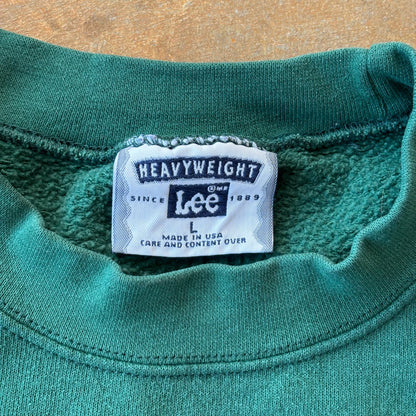 HEAVYWEIGHT
Lee
SINCE 1889
L
MADE IN USA
CARE AND CONTENT OVER